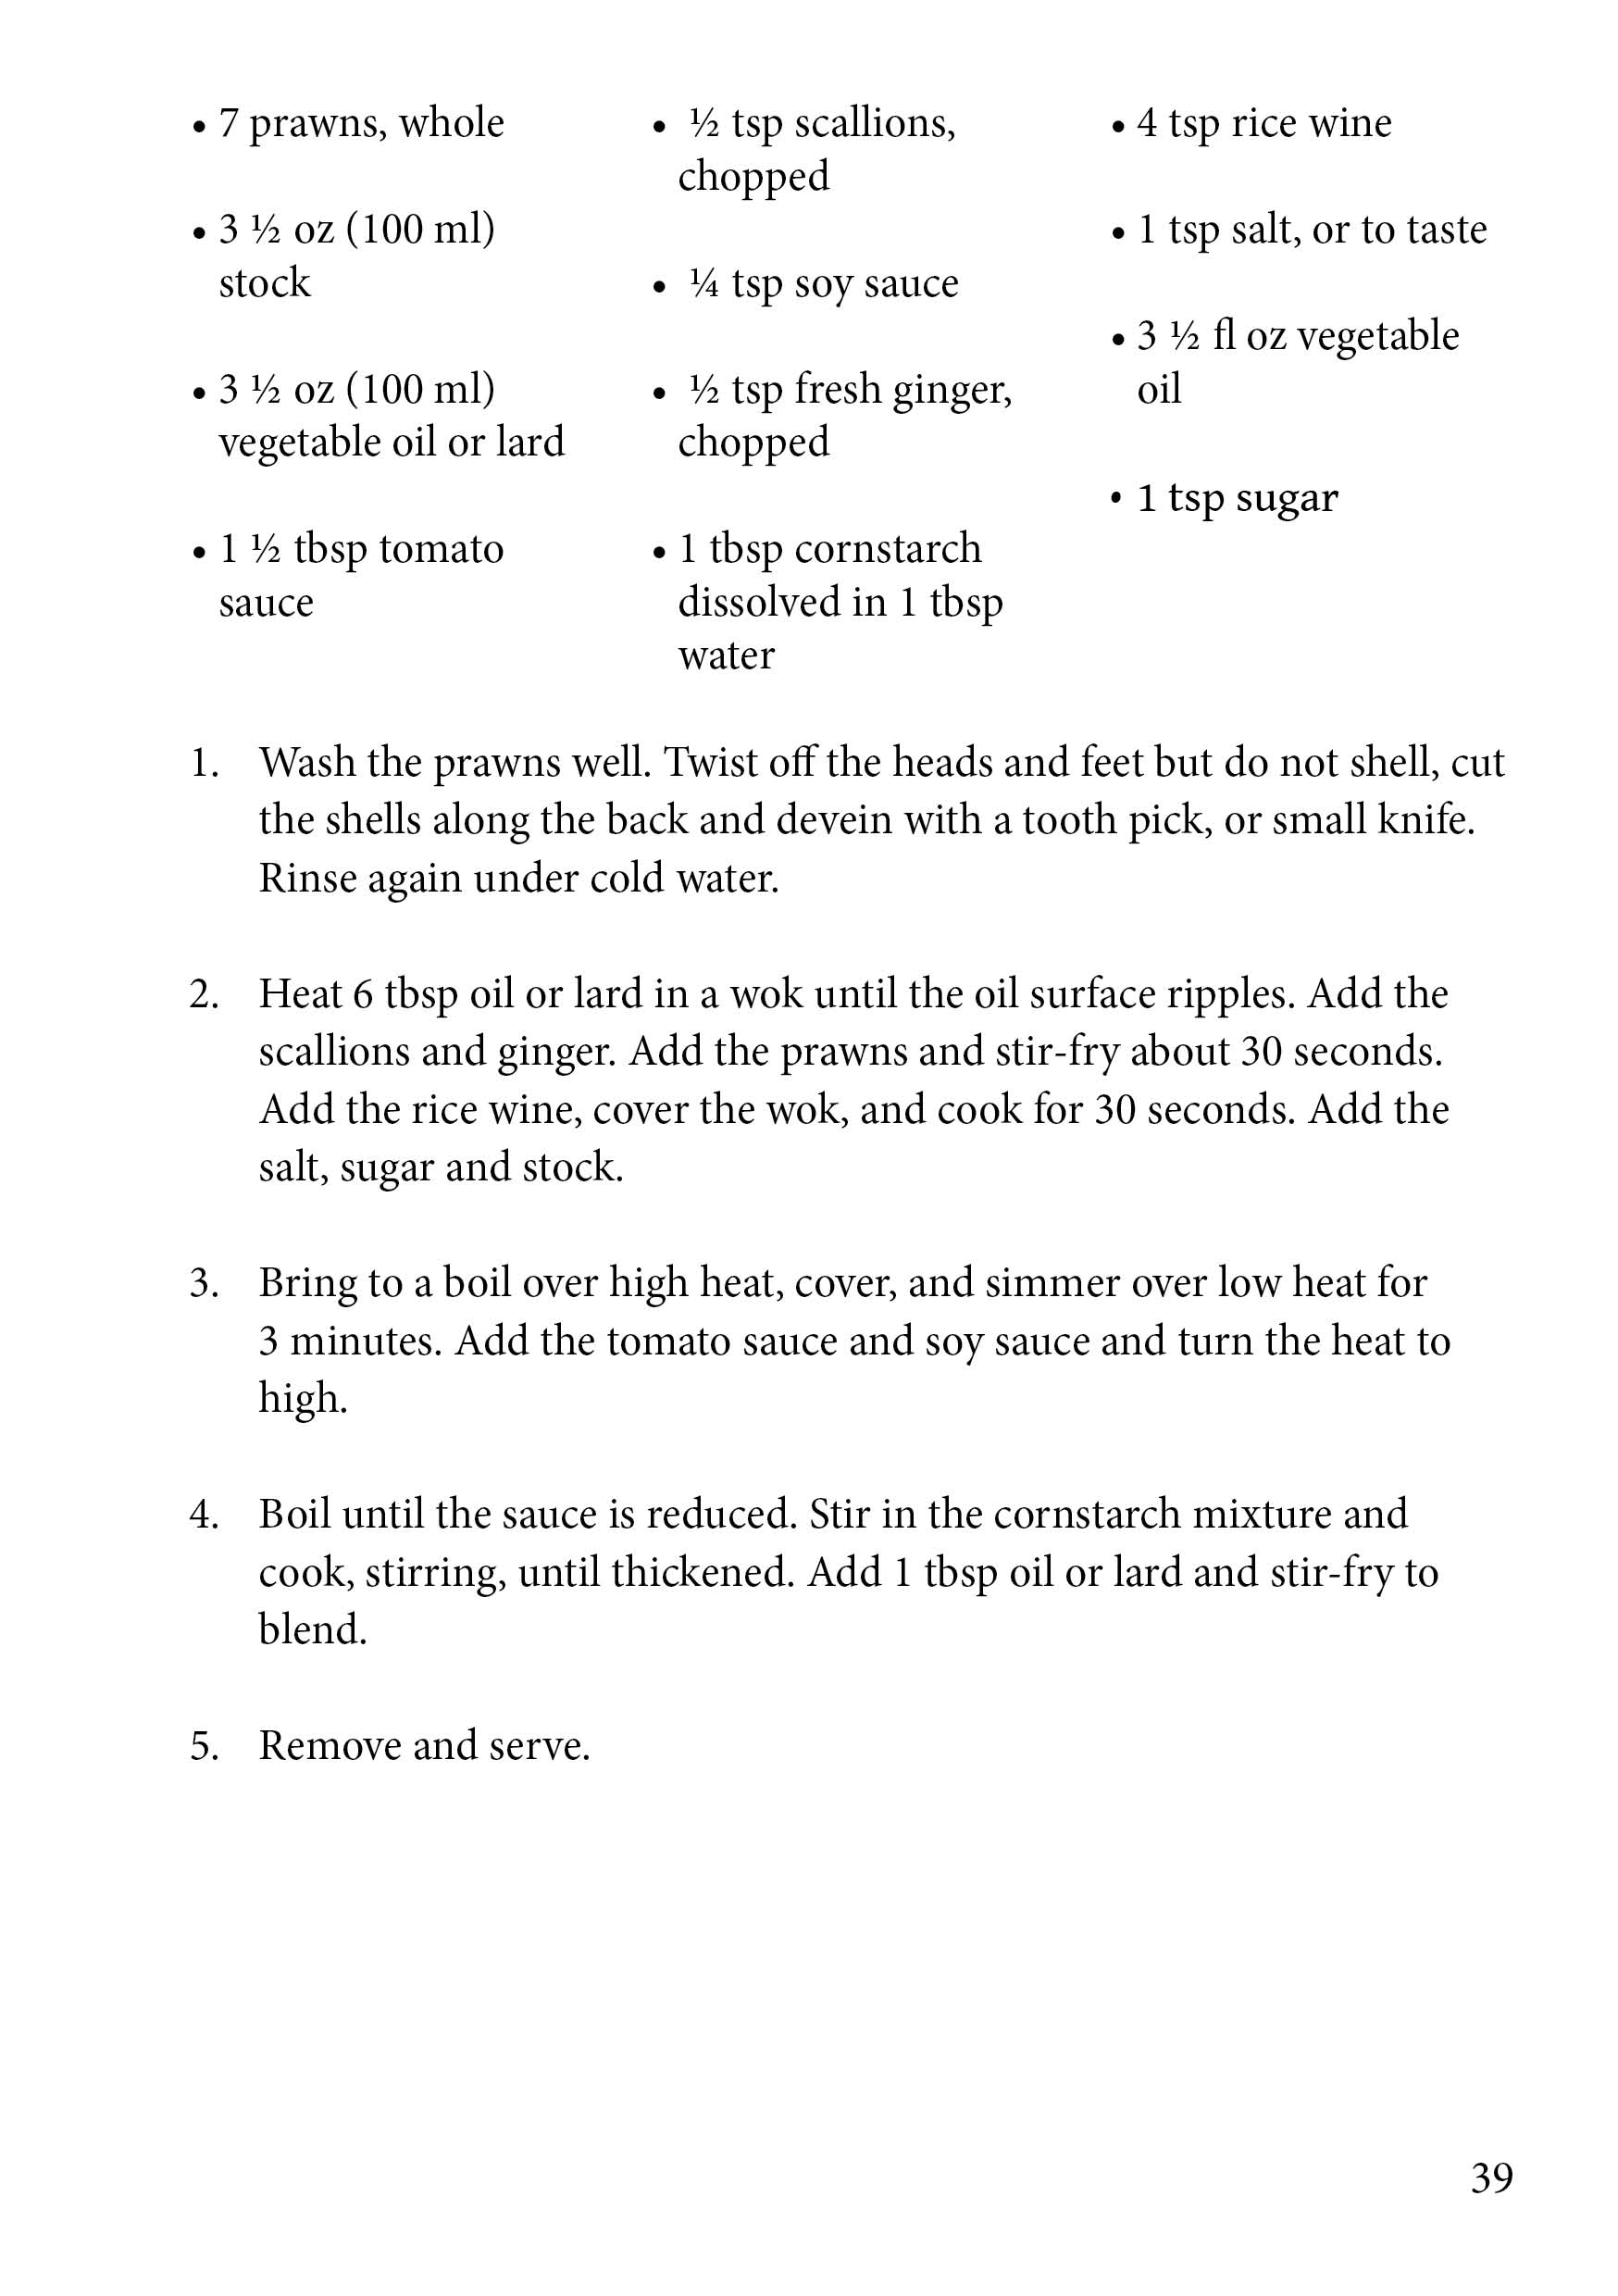 • 7 prawns, whole
• 3 ½ oz (100 ml)
stock
• 3 ½ oz (100 ml)
vegetable oil or lard
• 1 ½ tbsp tomato
sauce
• ½ tsp scallions,
chopped
• ¼ tsp soy sauce
• ½ tsp fresh ginger,
chopped
• 1 tbsp cornstarch
dissolved in 1 tbsp
water
• 4 tsp rice wine
• 1 tsp salt, or to taste
• 3 ½ fl oz vegetable
oil
• 1 tsp sugar
1. Wash the prawns well. Twist off the heads and feet but do not shell, cut
the shells along the back and devein with a tooth pick, or small knife.
Rinse again under cold water.
2. Heat 6 tbsp oil or lard in a wok until the oil surface ripples. Add the
scallions and ginger. Add the prawns and stir-fry about 30 seconds.
Add the rice wine, cover the wok, and cook for 30 seconds. Add the
salt, sugar and stock.
3. Bring to a boil over high heat, cover, and simmer over low heat for
3 minutes. Add the tomato sauce and soy sauce and turn the heat to
high.
4. Boil until the sauce is reduced. Stir in the cornstarch mixture and
cook, stirring, until thickened. Add 1 tbsp oil or lard and stir-fry to
blend.
5. Remove and serve.
39